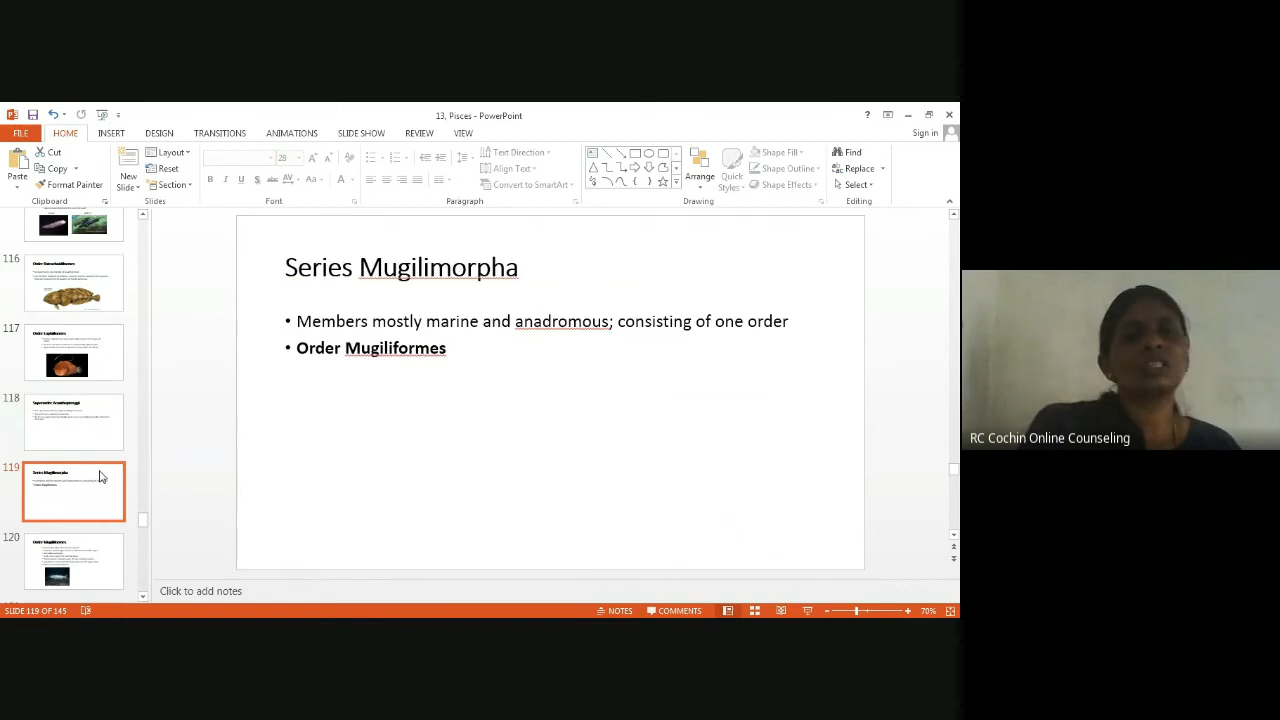 13, Pisces - PowerPoint
Sign in
FILE HOME INSERT DESIGN TRANSITIONS ANIMATIONS SLIDE SHOW REVIEW VIEW
Paste
Cut
Copy
Format Painter
Clipboard
New
Slide
Layout
Reset
Section
Slides
28
Font
Text Direction
Align Text
Convert to SmartArt
Paragraph
Arrange
Quick
Styles
Shape Fill
Shape Outline
Shape Effects
Drawing
Find
Replace
Select
Editing
116
117
118
119
120
Series Mugilimorpha
• Members mostly marine and anadromous; consisting of one order
• Order Mugiliformes
Click to add notes
SLIDE 119 OF 145
NOTES COMMENTS 70%
RC Cochin Online Counseling